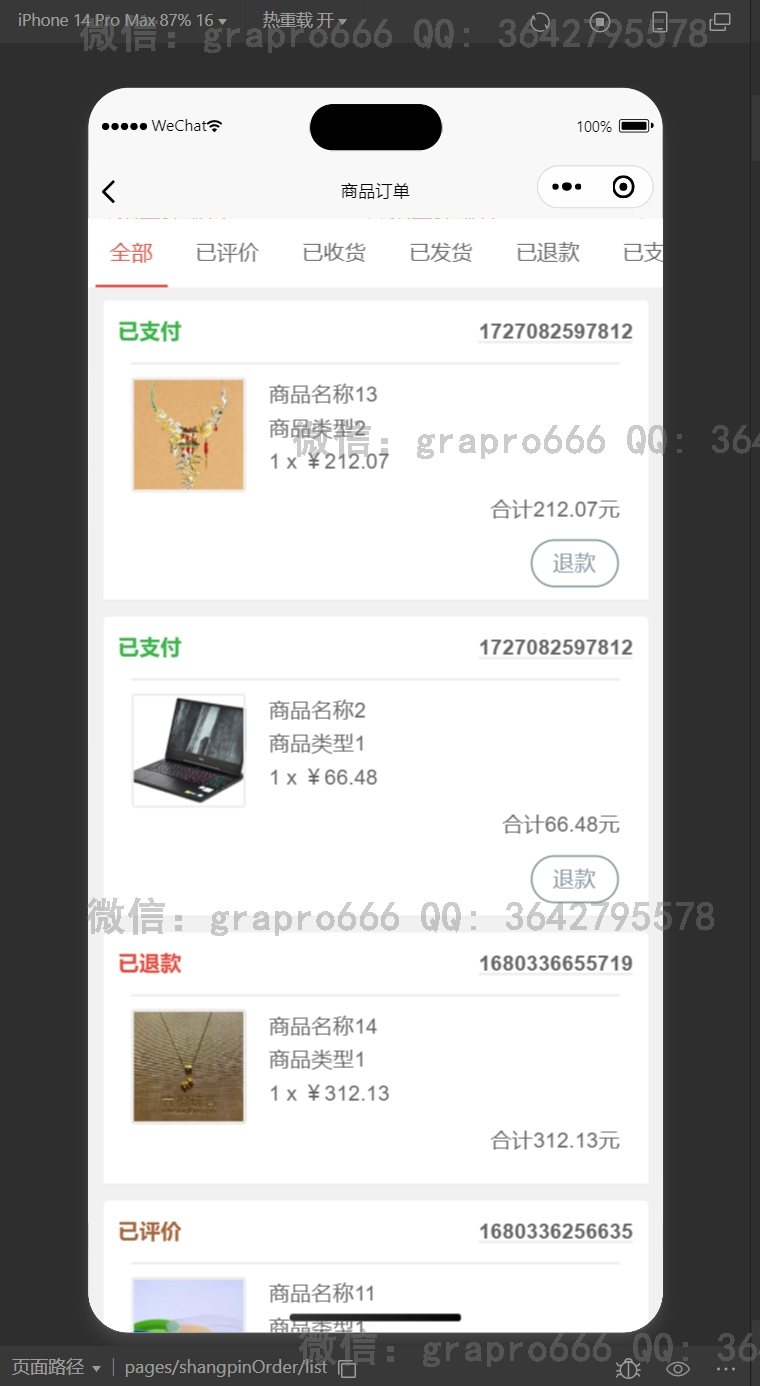 iPhone 14 Pro Max 87% 16 热重载 开
微信：grapro666 QQ: 3642795578
WeChat 100%
商品订单
全部 已评价 已收货 已发货 已退款 已支
已支付 1727082597812
商品名称13
商品类型2
微信：grapro666 QQ: 364
1 x ￥212.07
合计212.07元
退款
已支付 1727082597812
商品名称2
商品类型1
1 x ￥66.48
合计66.48元
退款
微信：grapro666 QQ: 3642795578
已退款 1680336655719
商品名称14
商品类型1
1 x ￥312.13
合计312.13元
已评价 1680336256635
商品名称11
商品类型1
微信：grapro666 QQ: 364
页面路径 pages/shangpinOrder/list